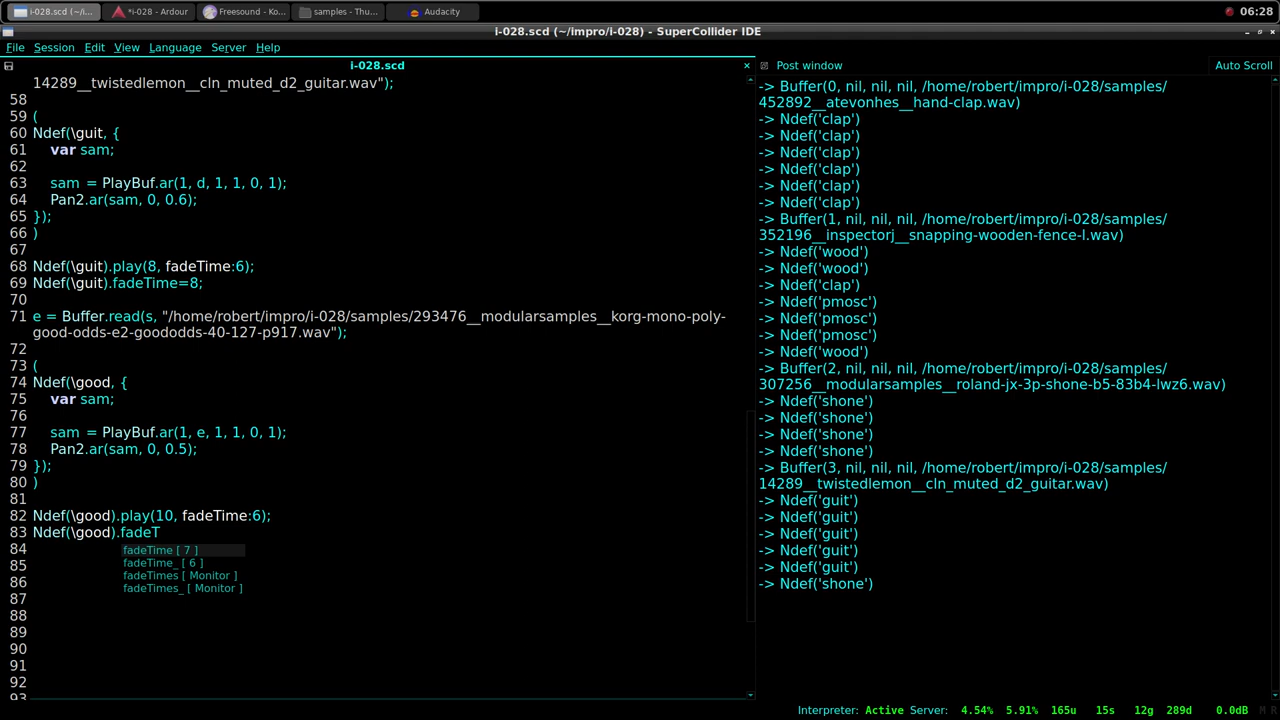 i-028.scd (~/i...
*i-028 - Ardour
Freesound - Ko...
samples - Thu...
Audacity
06:28
i-028.scd (~/impro/i-028) - SuperCollider IDE
File Session Edit View Language Server Help
i-028.scd
14289__twistedlemon__cln_muted_d2_guitar.wav");
58
59 (
60 Ndef(\guit, {
61 var sam;
62
63 sam = PlayBuf.ar(1, d, 1, 1, 0, 1);
64 Pan2.ar(sam, 0, 0.6);
65 });
66 )
67
68 Ndef(\guit).play(8, fadeTime:6);
69 Ndef(\guit).fadeTime=8;
70
71 e = Buffer.read(s, "/home/robert/impro/i-028/samples/293476__modularsamples__korg-mono-poly-
good-odds-e2-goododds-40-127-p917.wav");
72
73 (
74 Ndef(\good, {
75 var sam;
76
77 sam = PlayBuf.ar(1, e, 1, 1, 0, 1);
78 Pan2.ar(sam, 0, 0.5);
79 });
80 )
81
82 Ndef(\good).play(10, fadeTime:6);
83 Ndef(\good).fadeT
84
fadeTime [ 7 ]
fadeTime_ [ 6 ]
fadeTimes [ Monitor ]
fadeTimes_ [ Monitor ]
85
86
87
88
89
90
91
92
93
Post window
Auto Scroll
-> Buffer(0, nil, nil, nil, /home/robert/impro/i-028/samples/
452892__atevonhes__hand-clap.wav)
-> Ndef('clap')
-> Ndef('clap')
-> Ndef('clap')
-> Ndef('clap')
-> Ndef('clap')
-> Ndef('clap')
-> Buffer(1, nil, nil, nil, /home/robert/impro/i-028/samples/
352196__inspectorj__snapping-wooden-fence-l.wav)
-> Ndef('wood')
-> Ndef('wood')
-> Ndef('clap')
-> Ndef('pmosc')
-> Ndef('pmosc')
-> Ndef('pmosc')
-> Ndef('wood')
-> Buffer(2, nil, nil, nil, /home/robert/impro/i-028/samples/
307256__modularsamples__roland-jx-3p-shone-b5-83b4-lwz6.wav)
-> Ndef('shone')
-> Ndef('shone')
-> Ndef('shone')
-> Ndef('shone')
-> Buffer(3, nil, nil, nil, /home/robert/impro/i-028/samples/
14289__twistedlemon__cln_muted_d2_guitar.wav)
-> Ndef('guit')
-> Ndef('guit')
-> Ndef('guit')
-> Ndef('guit')
-> Ndef('guit')
-> Ndef('shone')
Interpreter: Active Server: 4.54% 5.91% 165u 15s 12g 289d 0.0dB M R